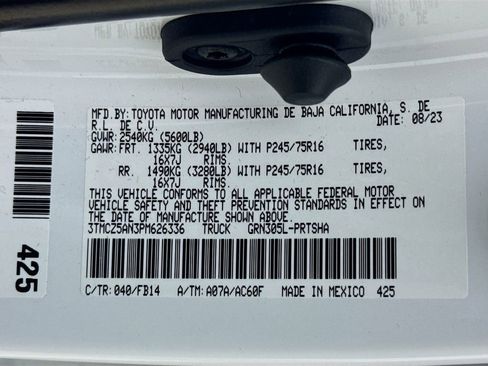 MFD.BY: TOYOTA MOTOR MANUFACTURING DE BAJA CALIFORNIA, S. DE
R.L. DE C.V. DATE: 08/23
GVWR: 2540KG (5600LB)
GAWR: FRT. 1335KG (2940LB) WITH P245/75R16 TIRES,
16X7J RIMS.
RR. 1490KG (3280LB) WITH P245/75R16 TIRES,
16X7J RIMS.
THIS VEHICLE CONFORMS TO ALL APPLICABLE FEDERAL MOTOR
VEHICLE SAFETY AND THEFT PREVENTION STANDARDS IN EFFECT
ON THE DATE OF MANUFACTURE SHOWN ABOVE.
3TMCZ5AN3PM626336 TRUCK GRN305L-PRTSHA
C/TR: 040/FB14 A/TM: A07A/AC60F MADE IN MEXICO 425
425